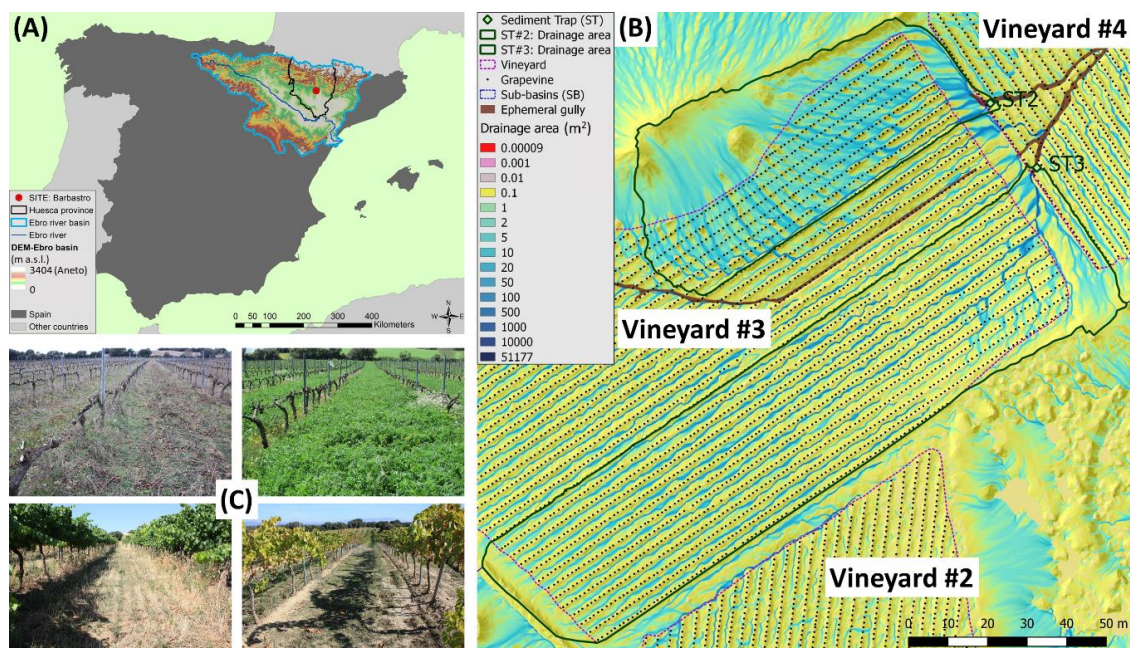 (A)
SITE: Barbastro
Huesca province
Ebro river basin
Ebro river
DEM-Ebro basin
(m a.s.l.)
3404 (Aneto)
0
Spain
Other countries
0 50 100 200 300 400
Kilometers
N
W E
S
(C)
Sediment Trap (ST)
ST#2: Drainage area
ST#3: Drainage area
Vineyard
Grapevine
Sub-basins (SB)
Ephemeral gully
Drainage area (m²)
0.00009
0.001
0.01
0.1
1
2
5
10
20
50
100
500
1000
10000
51177
(B)
Vineyard #4
ST2
ST3
Vineyard #3
Vineyard #2
0 10 20 30 40 50 m